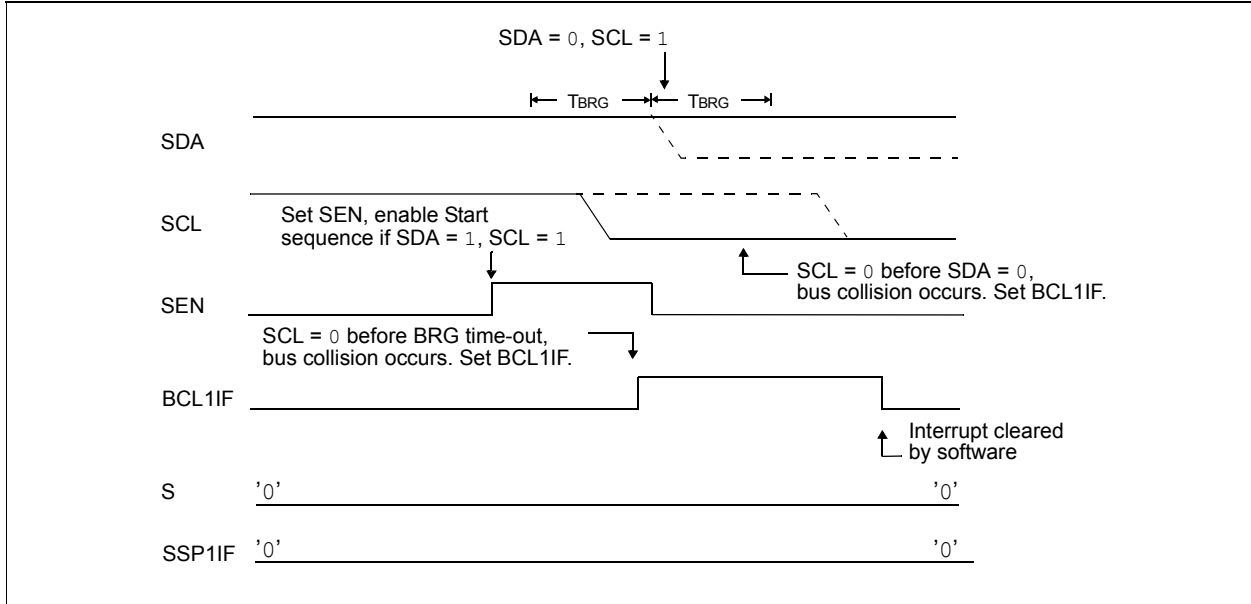 SDA = 0, SCL = 1
TBRG TBRG
SDA
SCL
Set SEN, enable Start
sequence if SDA = 1, SCL = 1
SCL = 0 before SDA = 0,
bus collision occurs. Set BCL1IF.
SEN
SCL = 0 before BRG time-out,
bus collision occurs. Set BCL1IF.
BCL1IF
Interrupt cleared
by software
S '0' '0'
SSP1IF '0' '0'